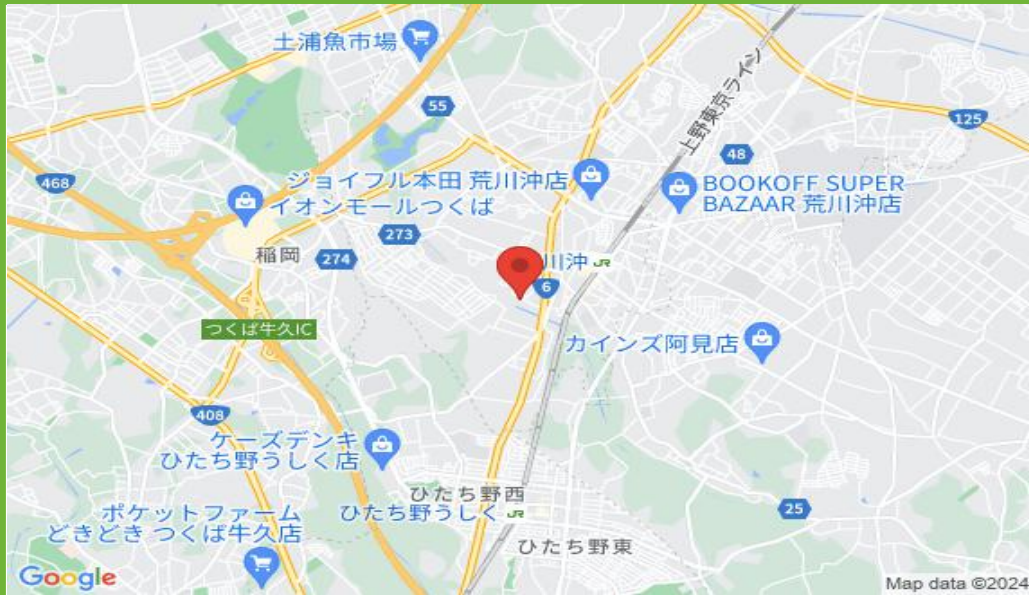 土浦魚市場
上野東京ライン
55
125
48
468
ジョイフル本田 荒川沖店
イオンモールつくば
BOOKOFF SUPER
BAZAAR 荒川沖店
273
稲岡
274
川沖
JR
6
つくば牛久IC
カインズ阿見店
408
ケーズデンキ
ひたち野うしく店
ひたち野西
ポケットファーム
どきどき つくば牛久店
ひたち野うしく
JR
25
ひたち野東
Google
Map data ©2024